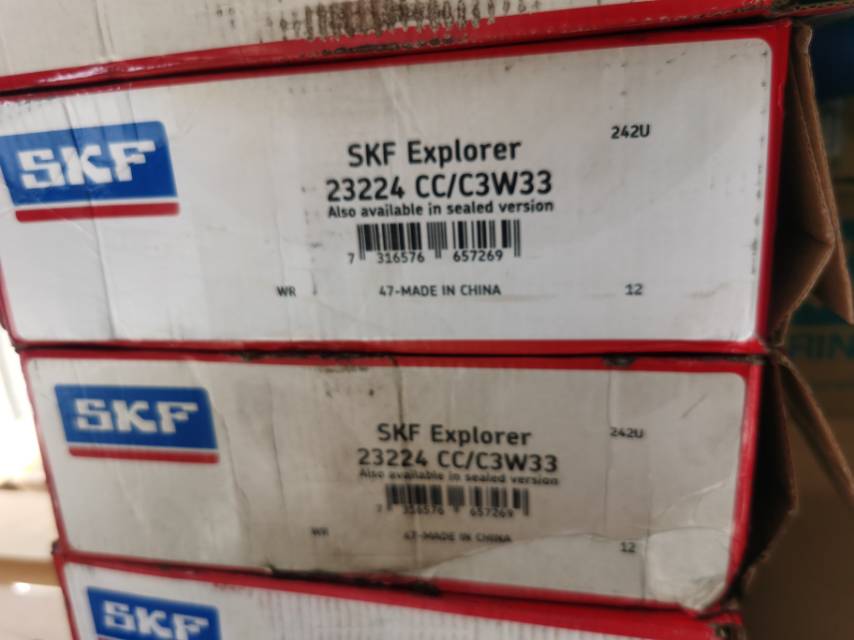 242U
SKF
SKF Explorer
23224 CC/C3W33
Also available in sealed version
7 316576 657269
WR 47-MADE IN CHINA 12
SKF
242U
SKF Explorer
23224 CC/C3W33
Also available in sealed version
7 316576 657269
WR 47-MADE IN CHINA 12
SKF